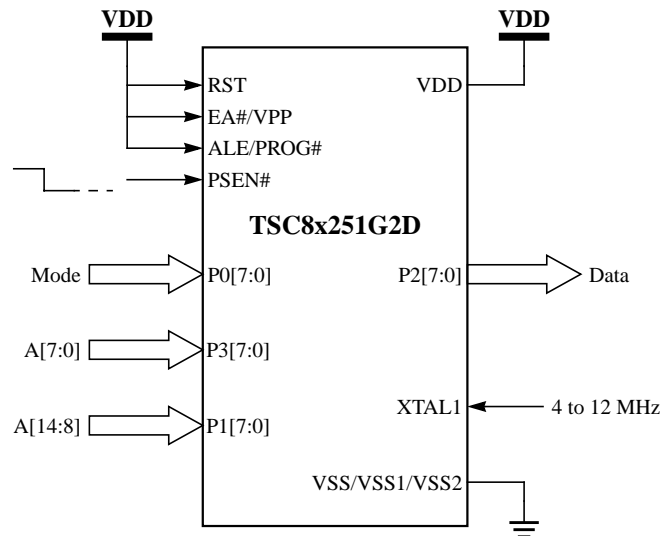 VDD VDD
RST VDD
EA#/VPP
ALE/PROG#
PSEN#
TSC8x251G2D
Mode P0[7:0] P2[7:0] Data
A[7:0] P3[7:0]
XTAL1 4 to 12 MHz
A[14:8] P1[7:0]
VSS/VSS1/VSS2